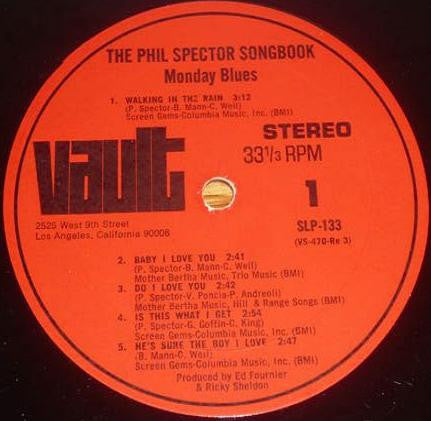 THE PHIL SPECTOR SONGBOOK
Monday Blues
1. WALKING IN THE RAIN 3:12
(P. Spector-B. Mann-C. Weil)
Screen Gems-Columbia Music, Inc. (BMI)
vault
STEREO
33 1/3 RPM
1
2525 West 9th Street
Los Angeles, California 90006
SLP-133
(VS-470-Re 3)
2. BABY I LOVE YOU 2:41
(P. Spector-B. Mann-C. Weil)
Mother Bertha Music, Trio Music (BMI)
3. DO I LOVE YOU 2:42
(P. Spector-V. Poncia-P. Andreoli)
Mother Bertha Music, Hill & Range Songs (BMI)
4. IS THIS WHAT I GET 2:54
(P. Spector-G. Goffin-C. King)
Screen Gems-Columbia Music, Inc. (BMI)
5. HE'S SURE THE BOY I LOVE 2:47
(B. Mann-C. Weil)
Screen Gems-Columbia Music, Inc. (BMI)
Produced by Ed Fournier
& Ricky Sheldon